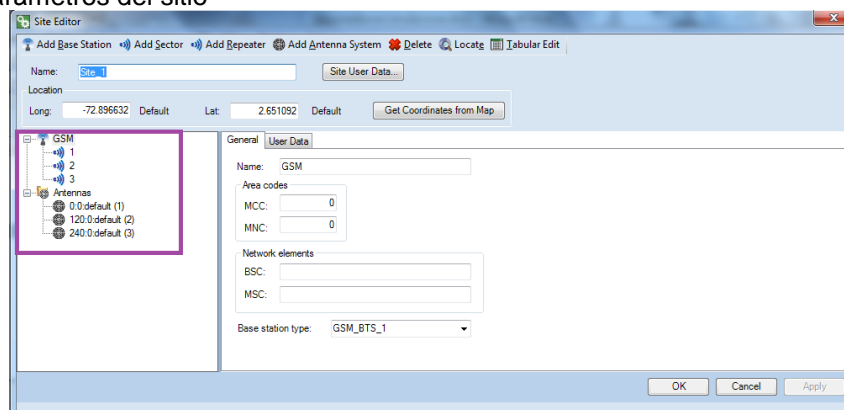 arámetros del sitio
Site Editor
Add Base Station Add Sector Add Repeater Add Antenna System Delete Locate Tabular Edit
Name: Site_1 Site User Data...
Location
Long: -72.896632 Default Lat: 2.651092 Default Get Coordinates from Map
GSM
1
2
3
Antennas
0:0:default (1)
120:0:default (2)
240:0:default (3)
General User Data
Name: GSM
Area codes
MCC: 0
MNC: 0
Network elements
BSC:
MSC:
Base station type: GSM_BTS_1
OK Cancel Apply